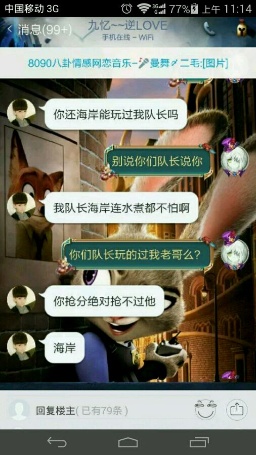 中国移动 3G 3G 77% 上午 11:14
消息(99+) 九忆~~逆LOVE
手机在线 - WiFi
8090八卦情感网恋音乐~🎤曼舞♂二毛:[图片]
你还海岸能玩过我队长吗
别说你们队长说你
我队长海岸连水煮都不怕啊
你们队长玩的过我老哥么?
你抢分绝对抢不过他
海岸
回复楼主(已有79条)